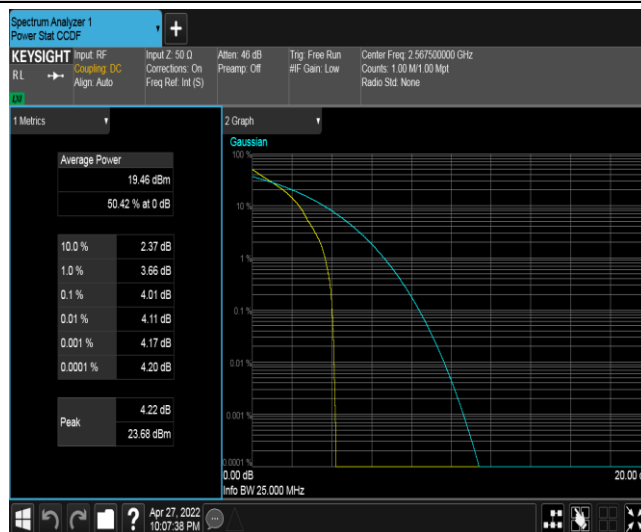 Spectrum Analyzer 1
Power Stat CCDF
+
KEYSIGHT
RL
LXI
Input: RF
Coupling: DC
Align: Auto
Input Z: 50 Ω
Corrections: On
Freq Ref: Int (S)
Atten: 46 dB
Preamp: Off
Trig: Free Run
#IF Gain: Low
Center Freq: 2.567500000 GHz
Counts: 1.00 M/1.00 Mpt
Radio Std: None
1 Metrics
Average Power
19.46 dBm
50.42 % at 0 dB
10.0 % 2.37 dB
1.0 % 3.66 dB
0.1 % 4.01 dB
0.01 % 4.11 dB
0.001 % 4.17 dB
0.0001 % 4.20 dB
Peak
4.22 dB
23.68 dBm
2 Graph
Gaussian
100 %
10 %
1 %
0.1 %
0.01 %
0.001 %
0.0001 %
0.00 dB 20.00
Info BW 25.000 MHz
?
Apr 27, 2022
10:07:38 PM